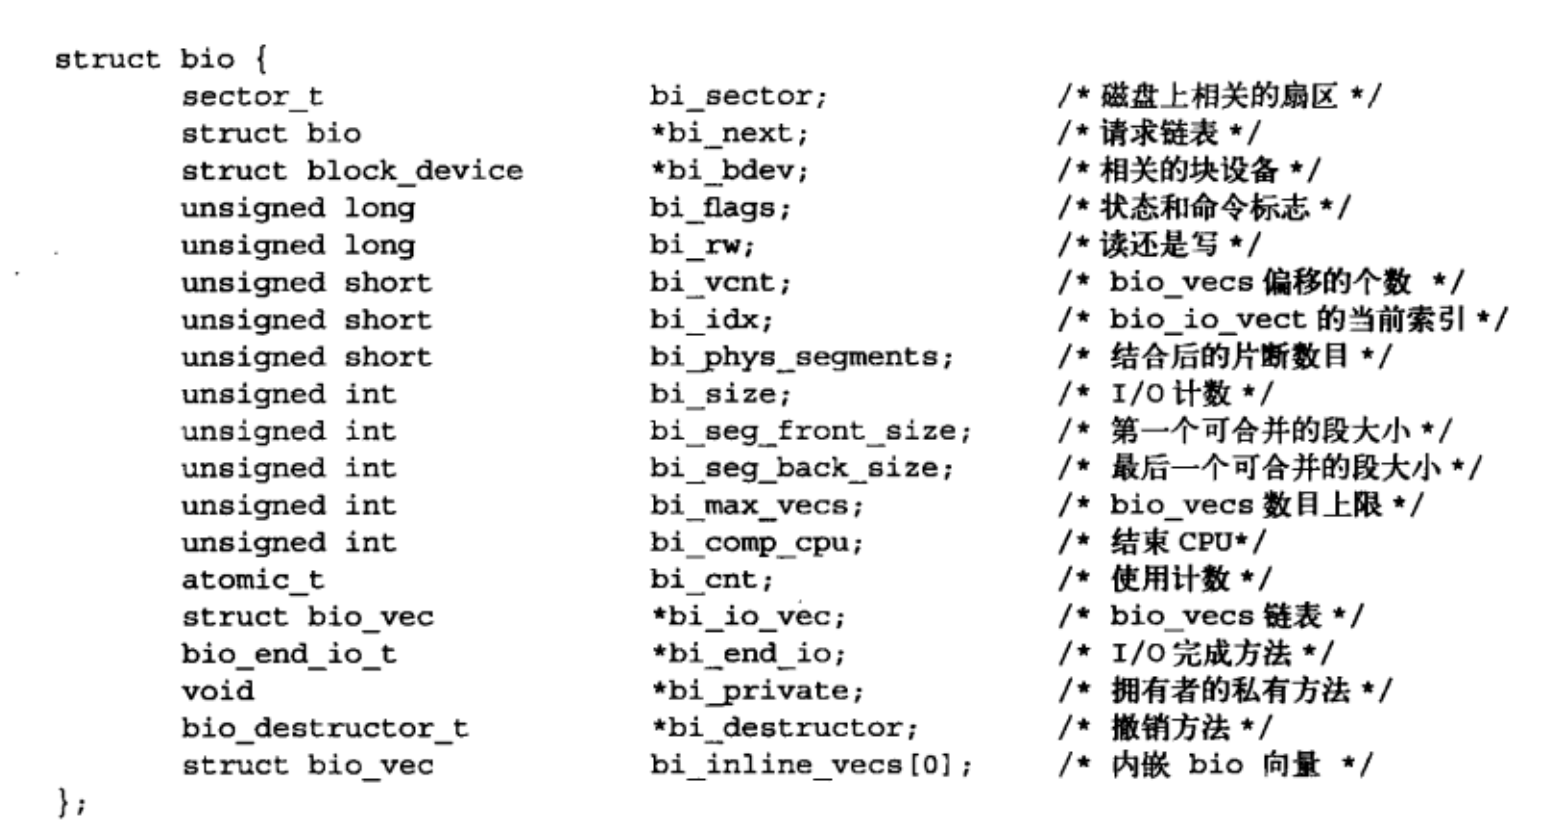 struct bio {
sector_t bi_sector; /* 磁盘上相关的扇区 */
struct bio *bi_next; /* 请求链表 */
struct block_device *bi_bdev; /* 相关的块设备 */
unsigned long bi_flags; /* 状态和命令标志 */
unsigned long bi_rw; /* 读还是写 */
unsigned short bi_vcnt; /* bio_vecs 偏移的个数 */
unsigned short bi_idx; /* bio_io_vect 的当前索引 */
unsigned short bi_phys_segments; /* 结合后的片断数目 */
unsigned int bi_size; /* I/O 计数 */
unsigned int bi_seg_front_size; /* 第一个可合并的段大小 */
unsigned int bi_seg_back_size; /* 最后一个可合并的段大小 */
unsigned int bi_max_vecs; /* bio_vecs 数目上限 */
unsigned int bi_comp_cpu; /* 结束 CPU*/
atomic_t bi_cnt; /* 使用计数 */
struct bio_vec *bi_io_vec; /* bio_vecs 链表 */
bio_end_io_t *bi_end_io; /* I/O 完成方法 */
void *bi_private; /* 拥有者的私有方法 */
bio_destructor_t *bi_destructor; /* 撤销方法 */
struct bio_vec bi_inline_vecs[0]; /* 内嵌 bio 向量 */
};